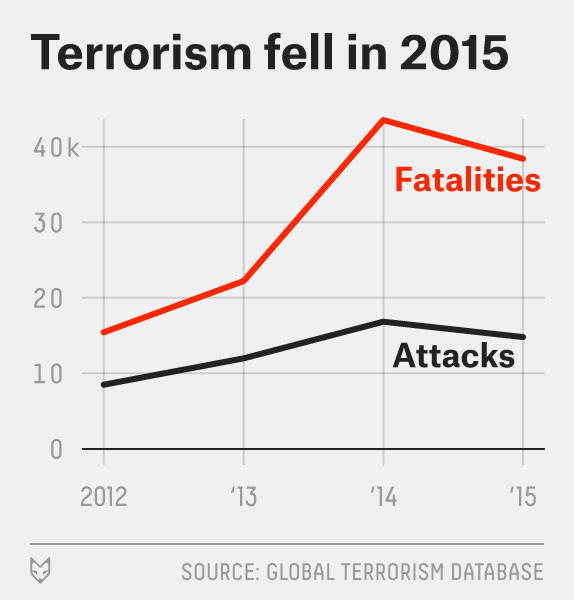 Terrorism fell in 2015
40k
Fatalities
30
20
Attacks
10
0
2012 ‘13 ‘14 ‘15
SOURCE: GLOBAL TERRORISM DATABASE